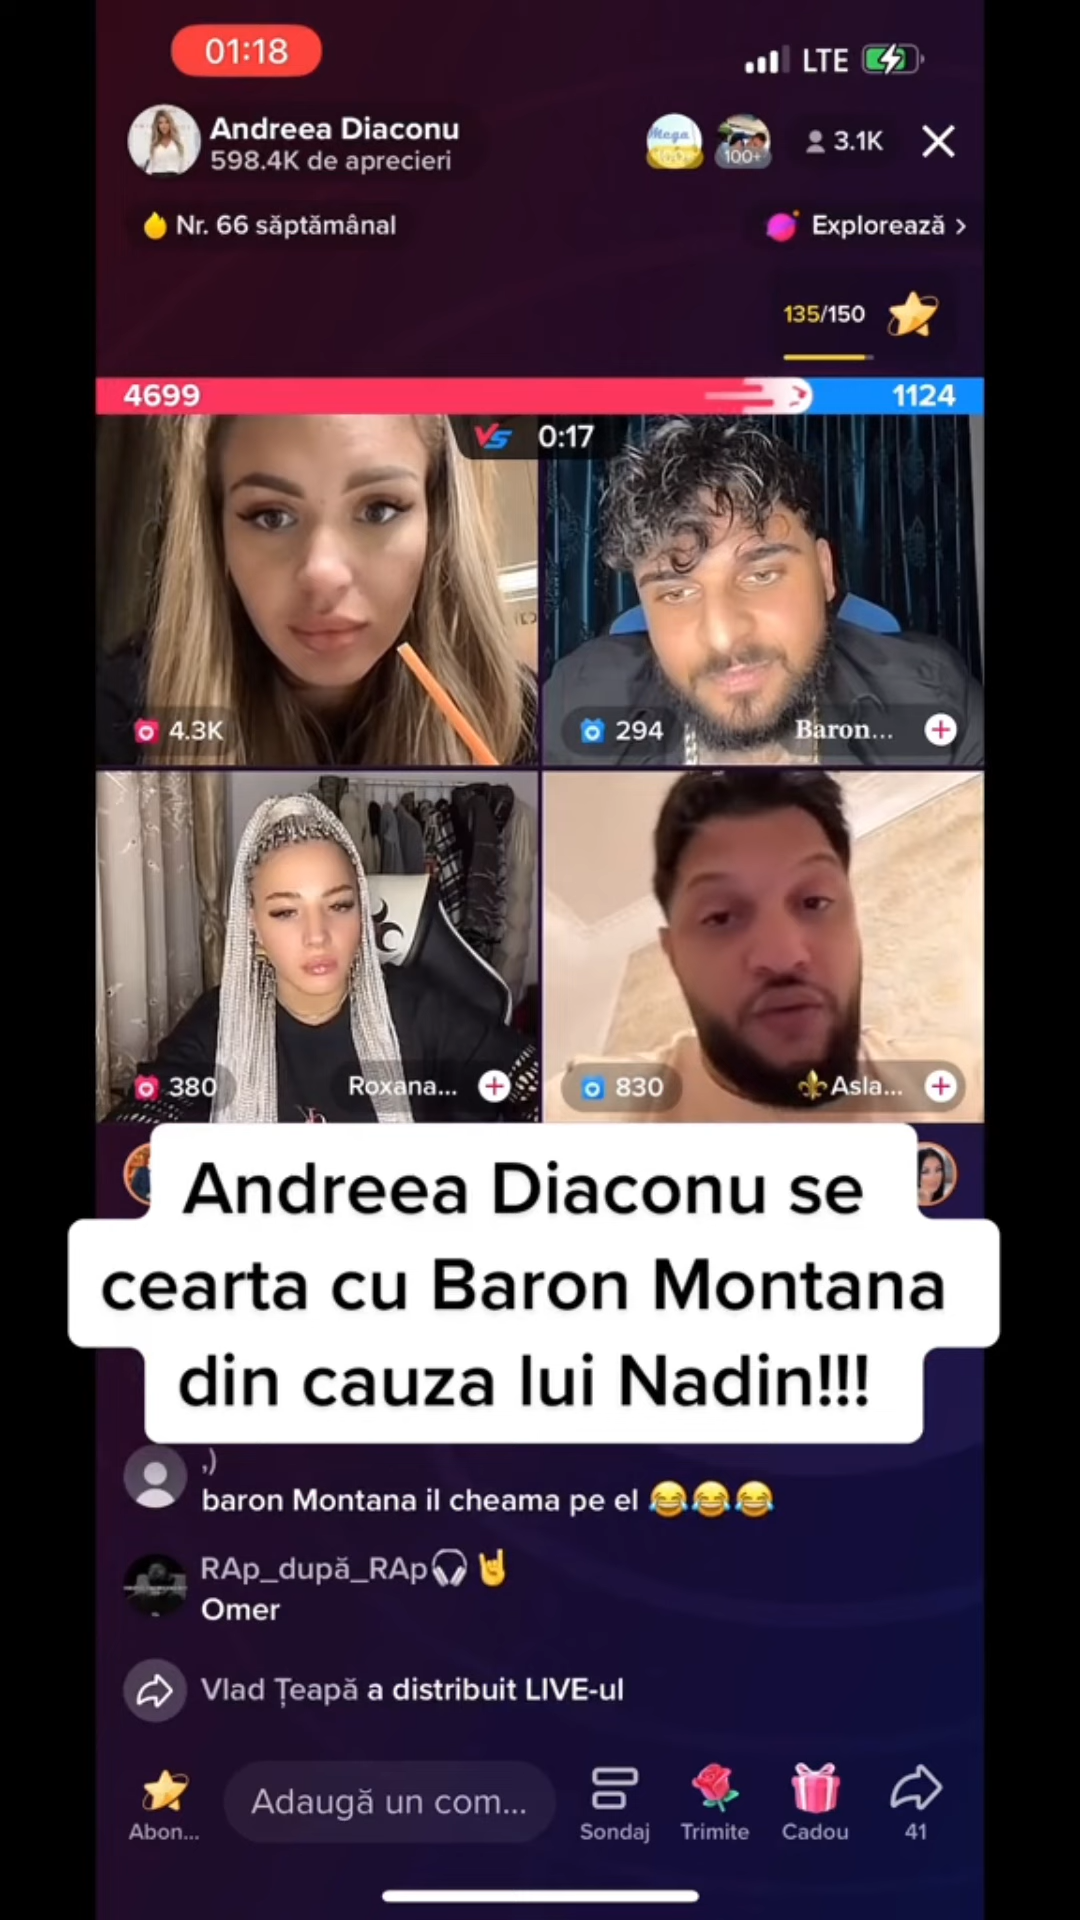 01:18
LTE
Andreea Diaconu
598.4K de aprecieri
100+
3.1K
Nr. 66 săptămânal
Explorează >
135/150
4699
1124
VS 0:17
4.3K
294
Baron...
380
Roxana...
830
Asla...
Andreea Diaconu se
cearta cu Baron Montana
din cauza lui Nadin!!!
baron Montana il cheama pe el 😂😂😂
RAp_după_RAp🎧🤘
Omer
Vlad Țeapă a distribuit LIVE-ul
Adaugă un com...
Abon...
Sondaj
Trimite
Cadou
41